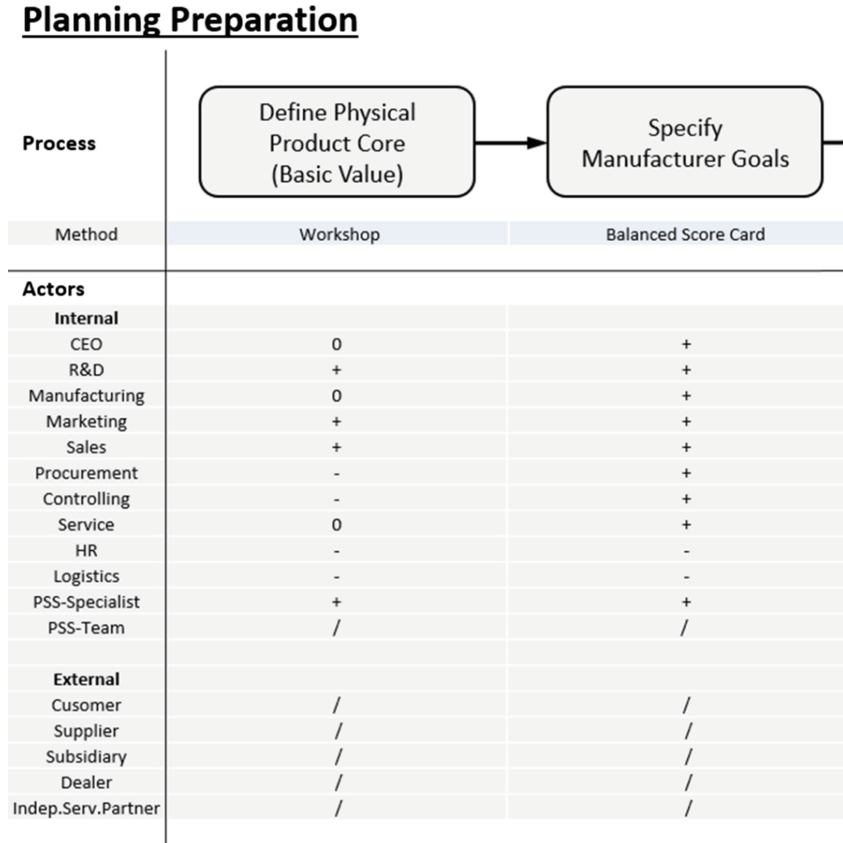 Planning Preparation
Process
Define Physical
Product Core
(Basic Value)
Specify
Manufacturer Goals
Method Workshop Balanced Score Card
Actors
Internal
CEO 0 +
R&D + +
Manufacturing 0 +
Marketing + +
Sales + +
Procurement - +
Controlling - +
Service 0 +
HR - -
Logistics - -
PSS-Specialist + +
PSS-Team / /
External
Cusomer / /
Supplier / /
Subsidiary / /
Dealer / /
Indep.Serv.Partner / /